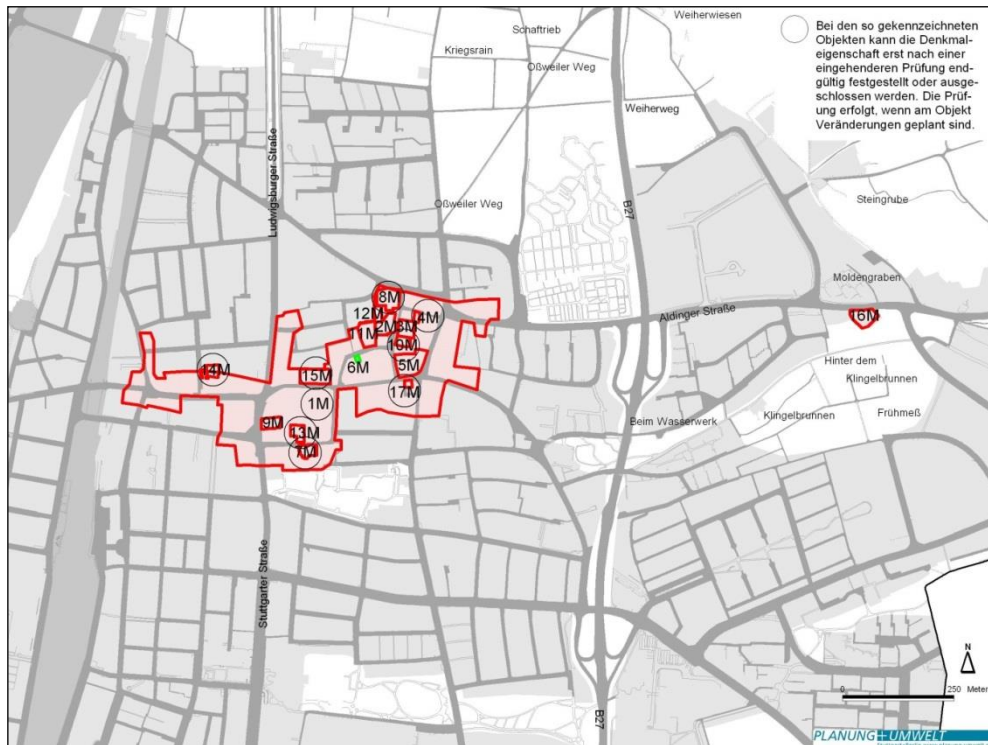 Weiherwiesen
Schaftrieb
Kriegsrain
Oßweiler Weg
Weiherweg
Bei den so gekennzeichneten
Objekten kann die Denkmal-
eigenschaft erst nach einer
eingehenderen Prüfung end-
gültig festgestellt oder ausge-
schlossen werden. Die Prüf-
ung erfolgt, wenn am Objekt
Veränderungen geplant sind.
Ludwigsburger Straße
Oßweiler Weg
B27
Steingrube
Moldengraben
Aldinger Straße
8M
12M
4M
2M
3M
11M
10M
16M
6M
5M
14M
15M
17M
1M
9M
13M
7M
Hinter dem
Klingelbrunnen
Klingelbrunnen
Frühmeß
Beim Wasserwerk
Stuttgarter Straße
B27
N
0
250 Meter
PLANUNG+UMWELT